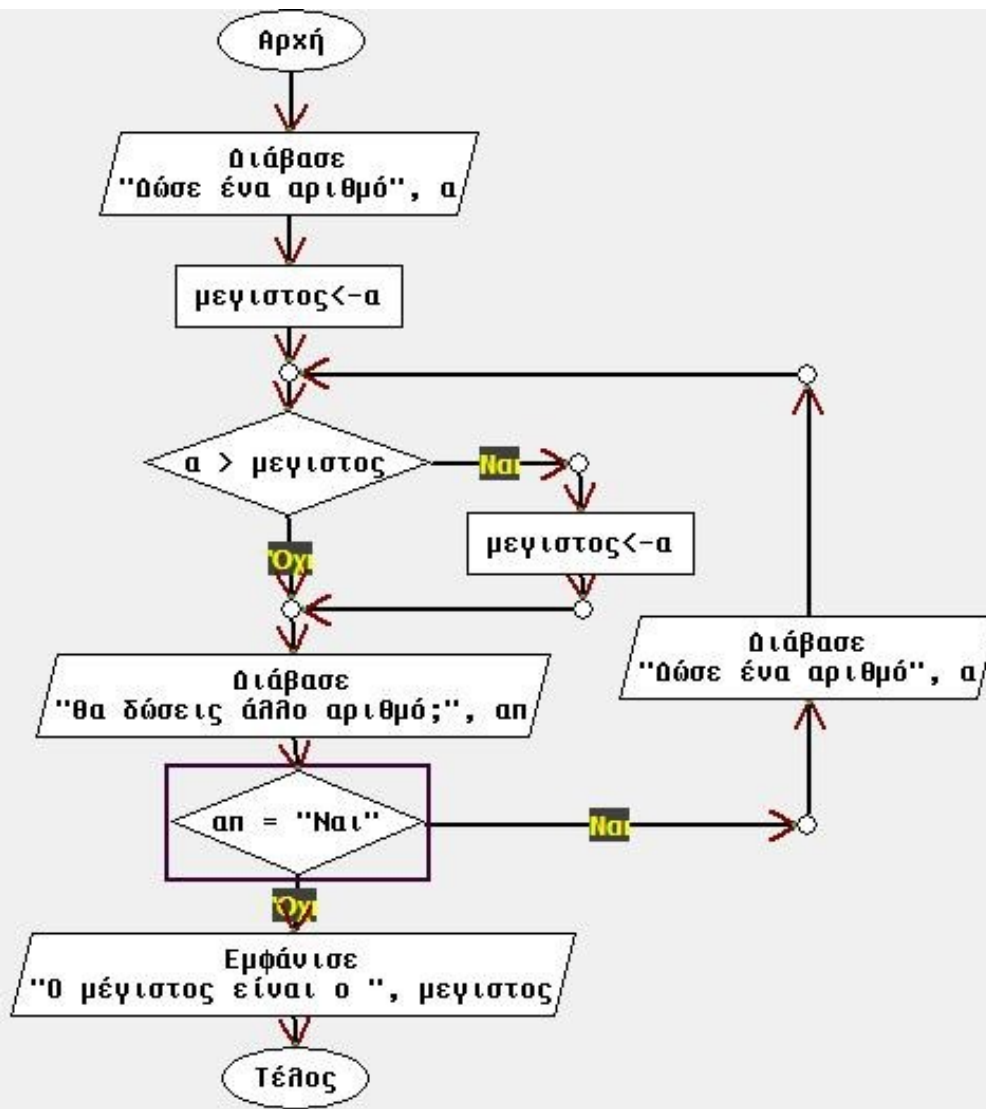 Αρχή
Διάβασε
"Δώσε ένα αριθμό", α
μεγιστος<-α
α > μεγιστος
Ναι
μεγιστος<-α
Όχι
Διάβασε
"θα δώσεις άλλο αριθμό;", απ
Διάβασε
"Δώσε ένα αριθμό", α
απ = "Ναι"
Ναι
Όχι
Εμφάνισε
"Ο μέγιστος είναι ο ", μεγιστος
Τέλος